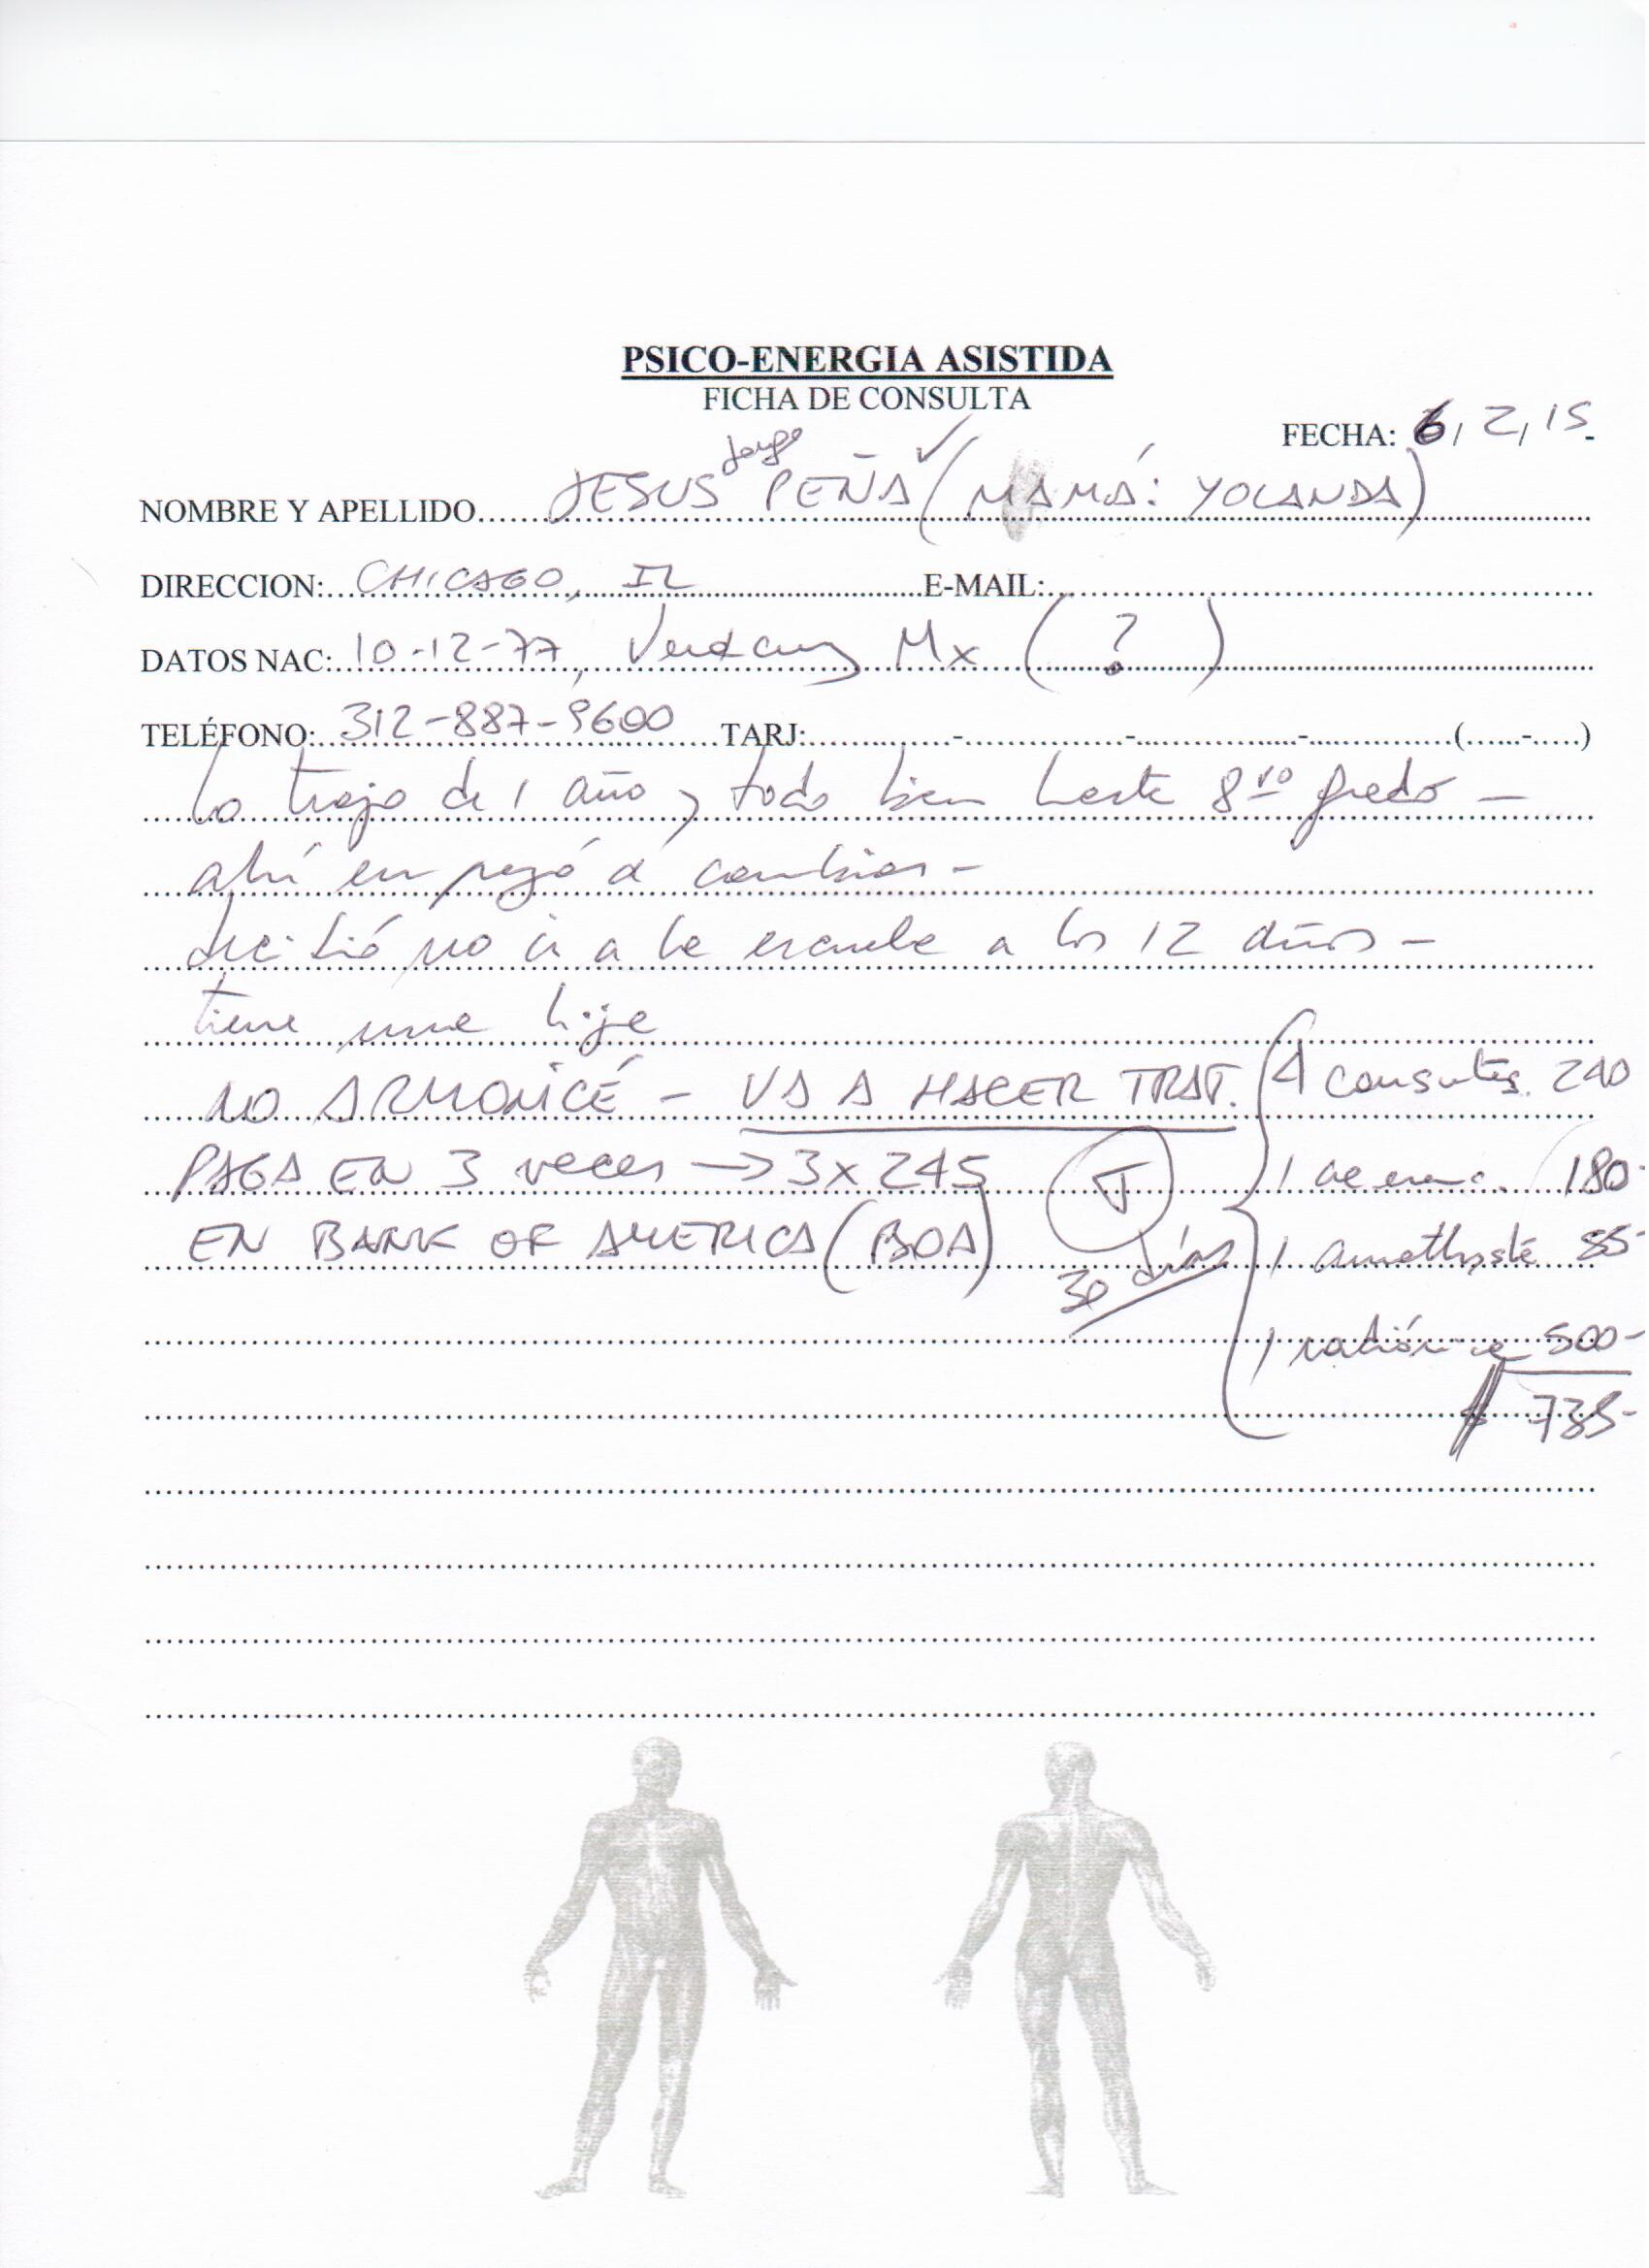 PSICO-ENERGIA ASISTIDA
FICHA DE CONSULTA
FECHA: 6, 2, 15-
NOMBRE Y APELLIDO JESUS Jorge PEÑA ✓ (MAMÁ: YOLANDA)
DIRECCION: CHICAGO, IL E-MAIL:
DATOS NAC: 10-12-77, Veracruz Mx ( ? )
TELÉFONO: 312-887-9600 TARJ: - - - ( - )
Lo trajo de 1 año, todo bien hasta 8vo grado -
ahí empezó a cambiar -
decidió no ir a la escuela a los 12 años -
tiene una hija
NO ARMONICÉ - VA A HACER TRAT. 4 consultas 240
PAGA EN 3 veces → 3x245 T 1 180-
EN BANK OF AMERICA (BOA) 30 días 1 amethyste 85-
1 500-
$ 735-